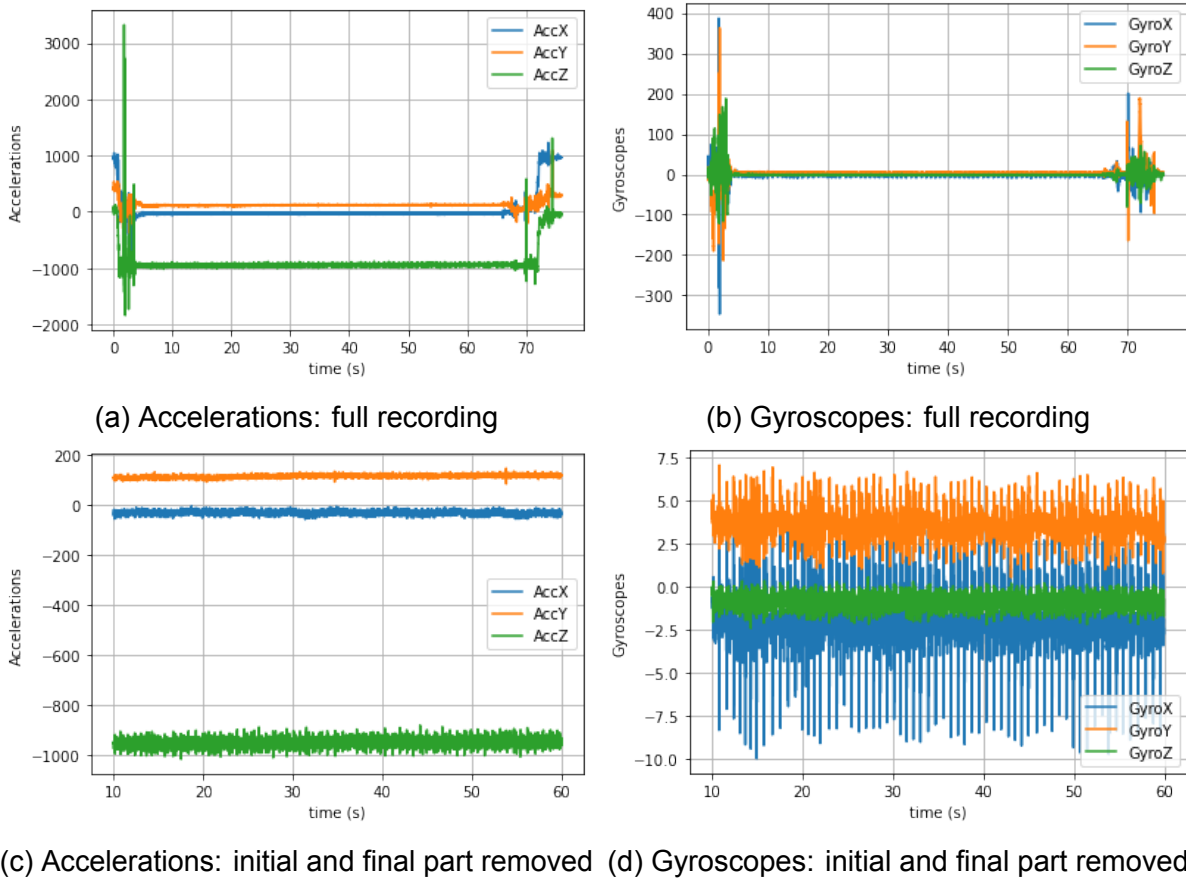 3000
2000
1000
0
−1000
−2000
Accelerations
AccX
AccY
AccZ
0 10 20 30 40 50 60 70
time (s)
(a) Accelerations: full recording
400
300
200
100
0
−100
−200
−300
Gyroscopes
GyroX
GyroY
GyroZ
0 10 20 30 40 50 60 70
time (s)
(b) Gyroscopes: full recording
200
0
−200
−400
−600
−800
−1000
Accelerations
AccX
AccY
AccZ
10 20 30 40 50 60
time (s)
(c) Accelerations: initial and final part removed
7.5
5.0
2.5
0.0
−2.5
−5.0
−7.5
−10.0
Gyroscopes
GyroX
GyroY
GyroZ
10 20 30 40 50 60
time (s)
(d) Gyroscopes: initial and final part removed